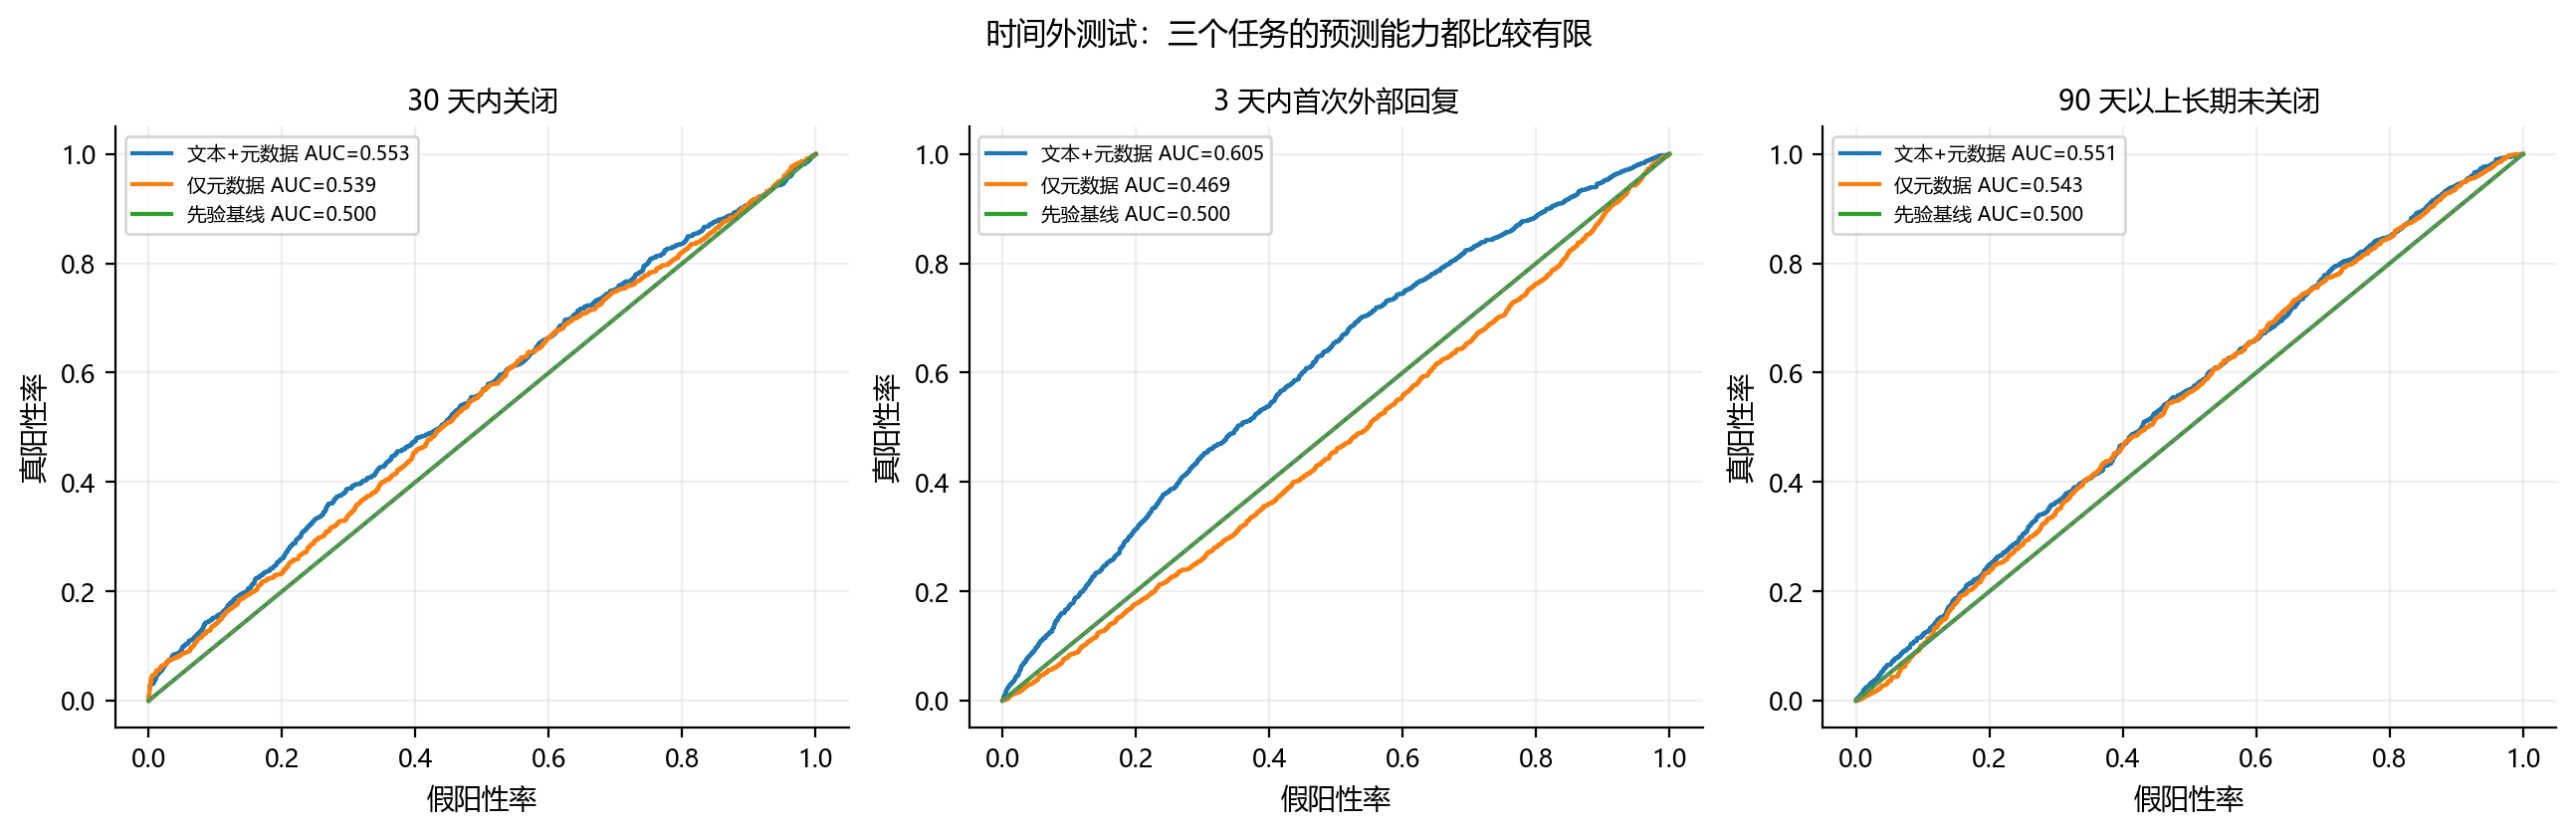 时间外测试：三个任务的预测能力都比较有限
30 天内关闭
文本+元数据 AUC=0.553
仅元数据 AUC=0.539
先验基线 AUC=0.500
真阳性率
1.0
0.8
0.6
0.4
0.2
0.0
0.0 0.2 0.4 0.6 0.8 1.0
假阳性率
3 天内首次外部回复
文本+元数据 AUC=0.605
仅元数据 AUC=0.469
先验基线 AUC=0.500
真阳性率
1.0
0.8
0.6
0.4
0.2
0.0
0.0 0.2 0.4 0.6 0.8 1.0
假阳性率
90 天以上长期未关闭
文本+元数据 AUC=0.551
仅元数据 AUC=0.543
先验基线 AUC=0.500
真阳性率
1.0
0.8
0.6
0.4
0.2
0.0
0.0 0.2 0.4 0.6 0.8 1.0
假阳性率